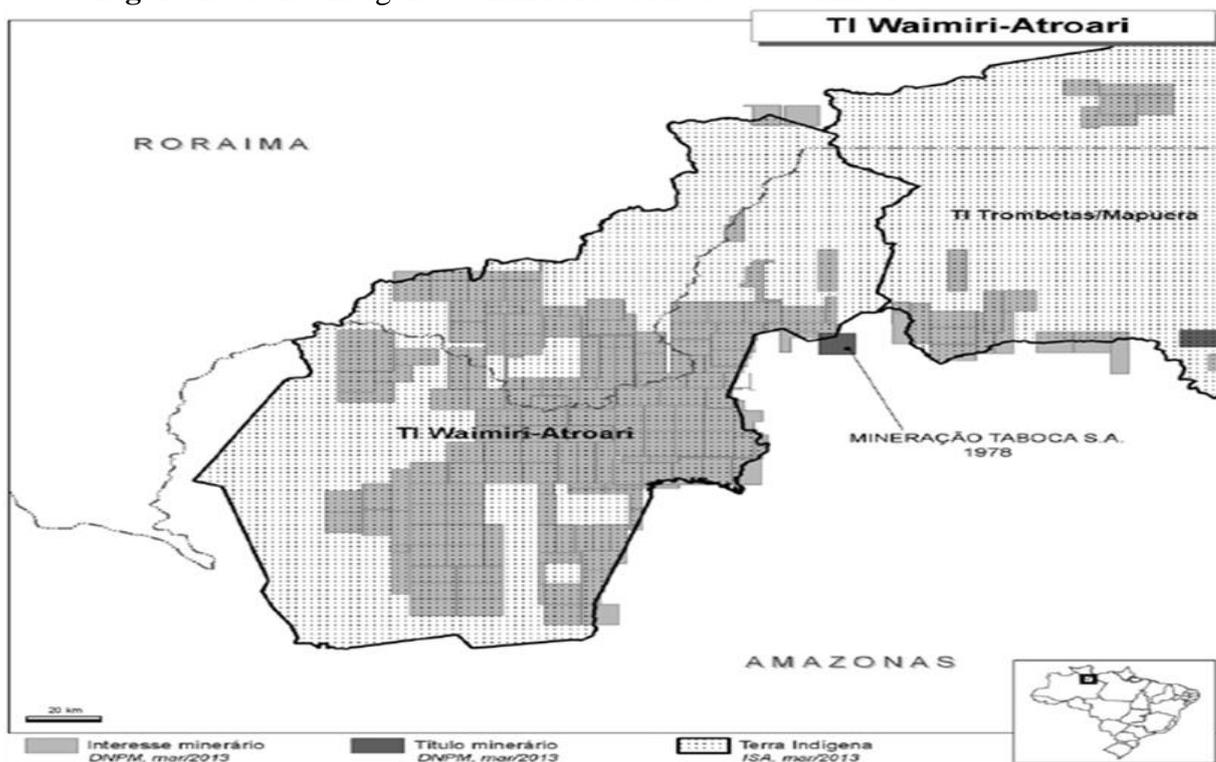 TI Waimiri-Atroari
RORAIMA
TI Trombetas/Mapuera
TI Waimiri-Atroari
MINERAÇÃO TABOCA S.A.
1978
AMAZONAS
20 km
Interesse minerário
DNPM, mar/2013
Título minerário
DNPM, mar/2013
Terra Indígena
ISA, mar/2013